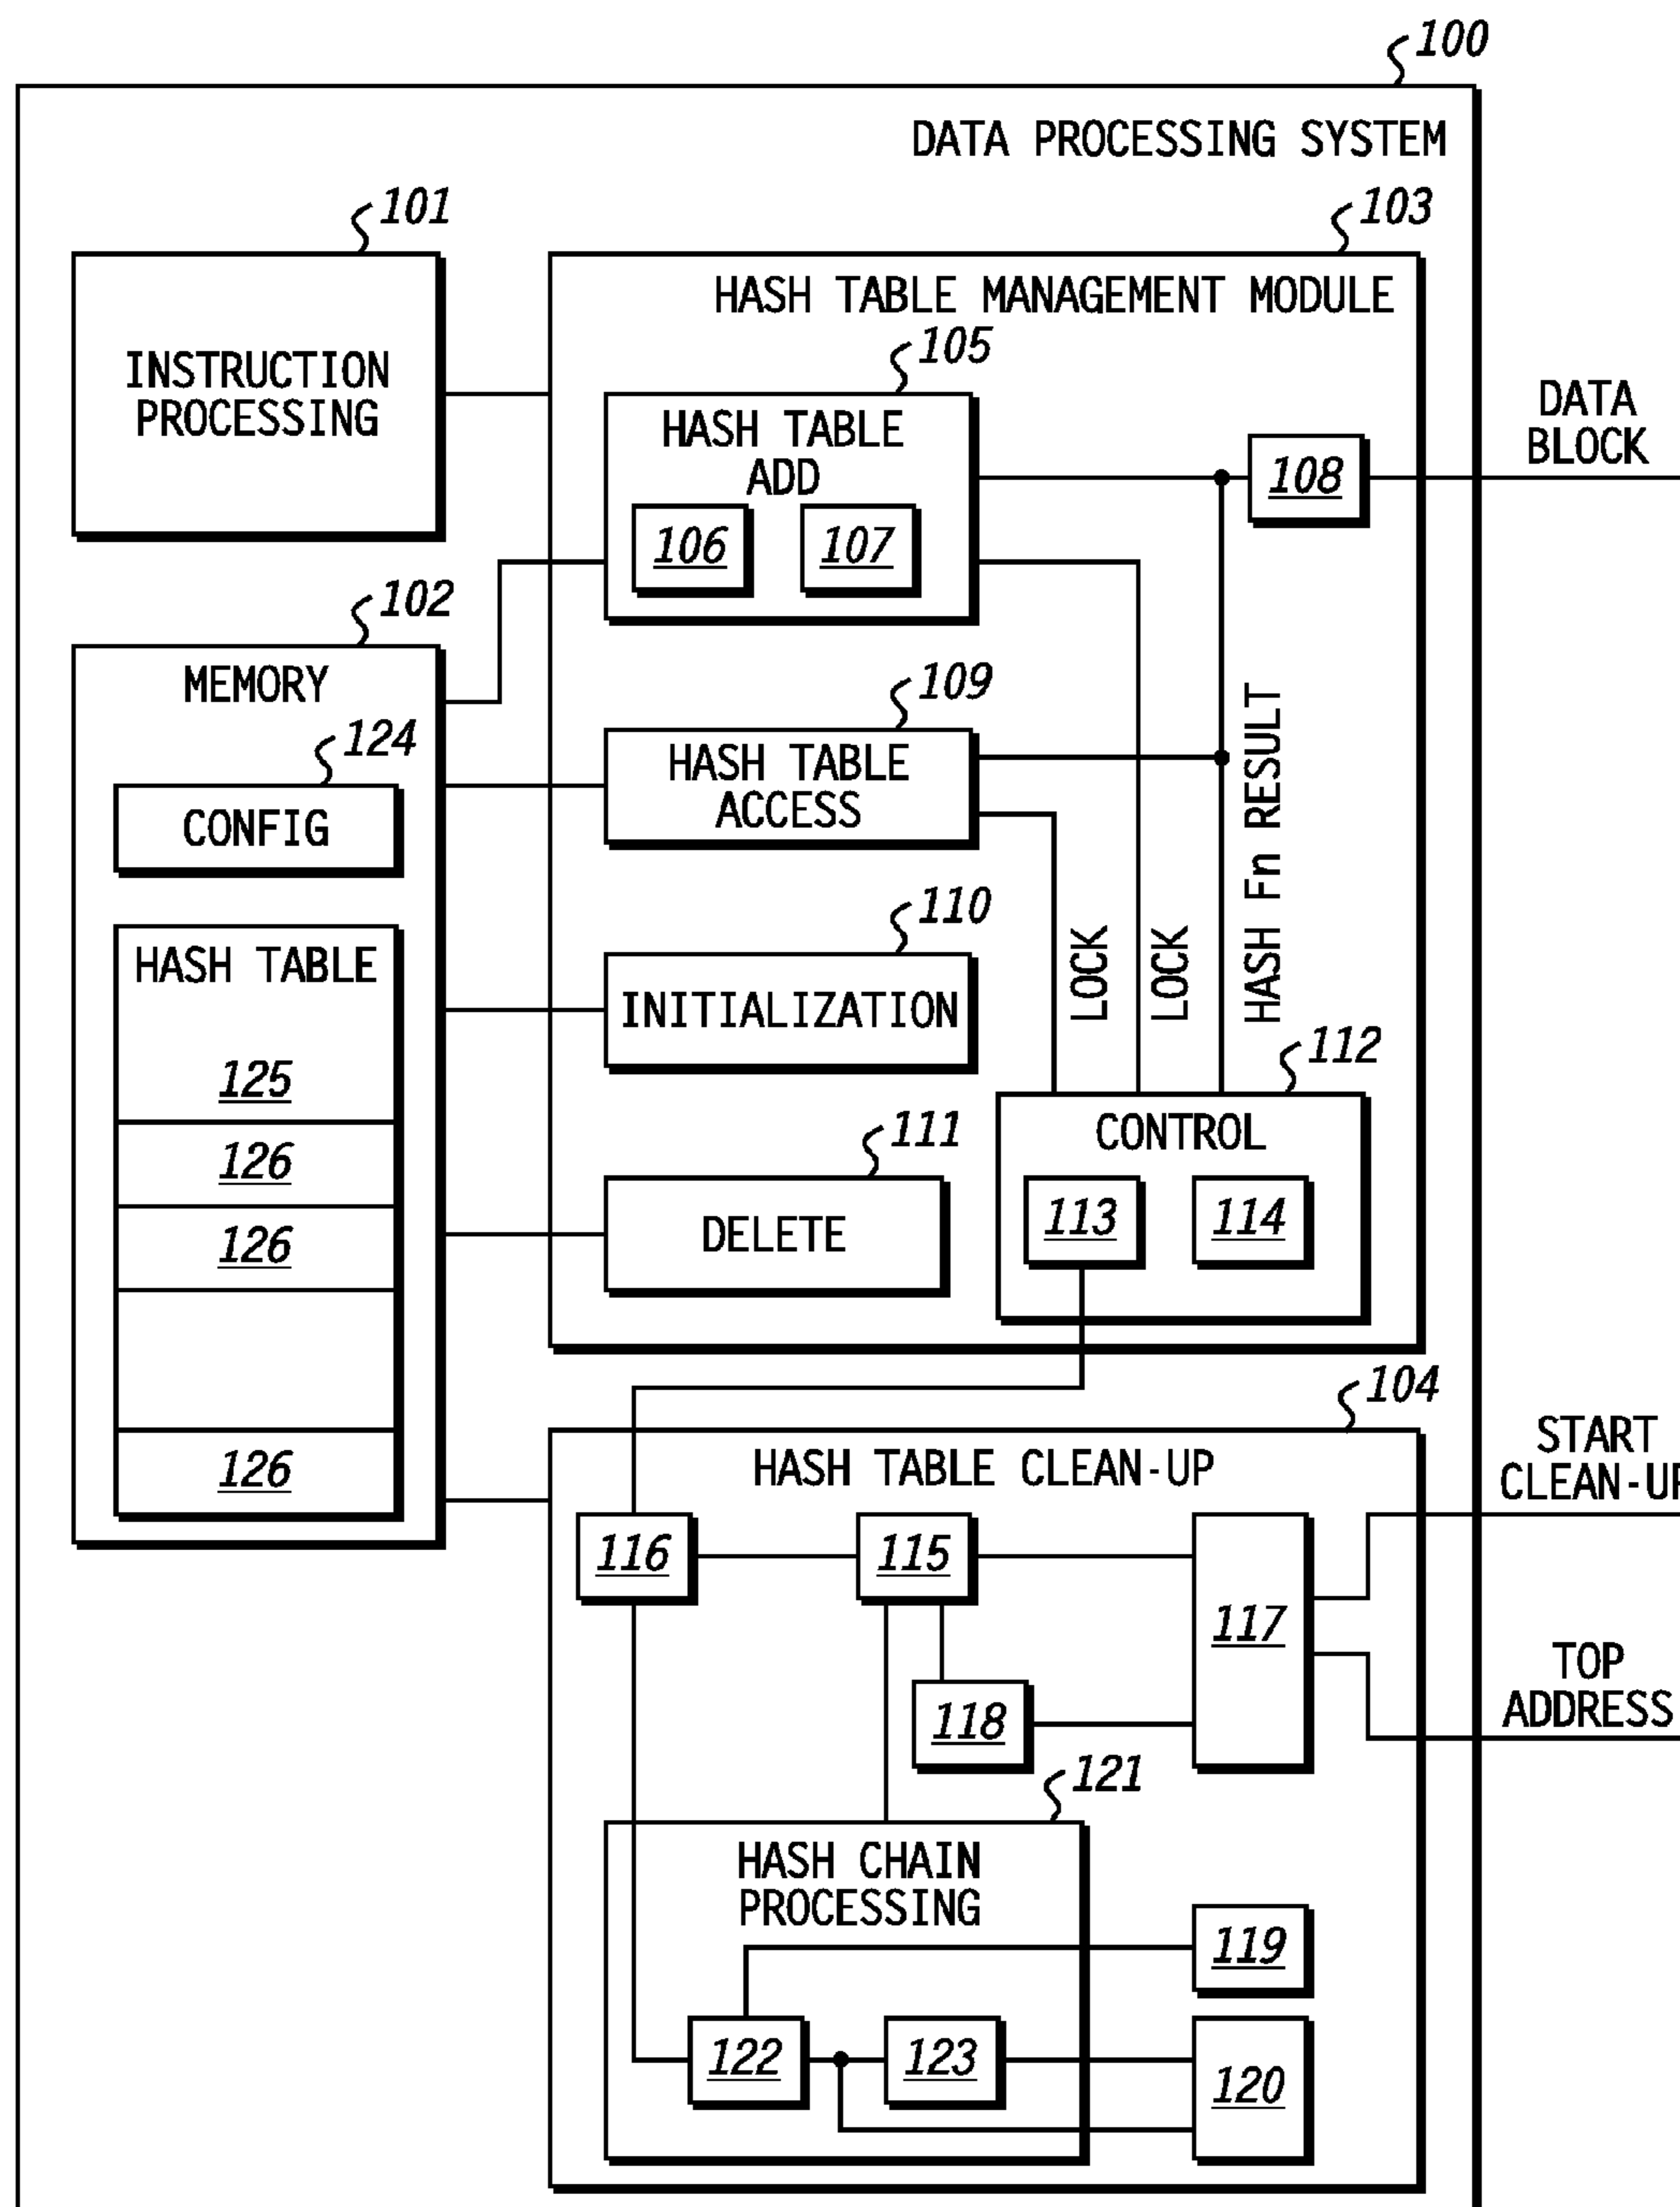 100
DATA PROCESSING SYSTEM
101
INSTRUCTION
PROCESSING
103
HASH TABLE MANAGEMENT MODULE
105
HASH TABLE
ADD
106
107
108
DATA
BLOCK
102
MEMORY
124
CONFIG
HASH TABLE
125
126
126
126
109
HASH TABLE
ACCESS
110
INITIALIZATION
111
DELETE
LOCK
LOCK
HASH Fn RESULT
112
CONTROL
113
114
104
HASH TABLE CLEAN-UP
START
CLEAN-UP
116
115
117
118
TOP
ADDRESS
121
HASH CHAIN
PROCESSING
119
122
123
120